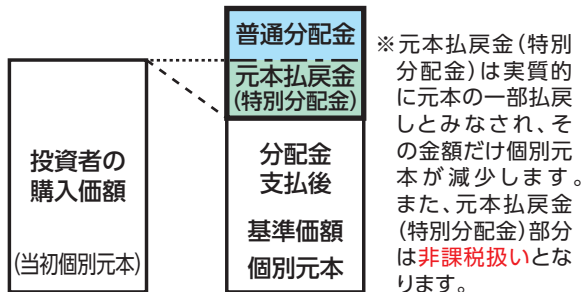 投資者の
購入価額
(当初個別元本)
普通分配金
元本払戻金
(特別分配金)
分配金
支払後
基準価額
個別元本
※元本払戻金(特別
分配金)は実質的
に元本の一部払戻
しとみなされ、そ
の金額だけ個別元
本が減少します。
また、元本払戻金
(特別分配金)部分
は非課税扱いとな
ります。